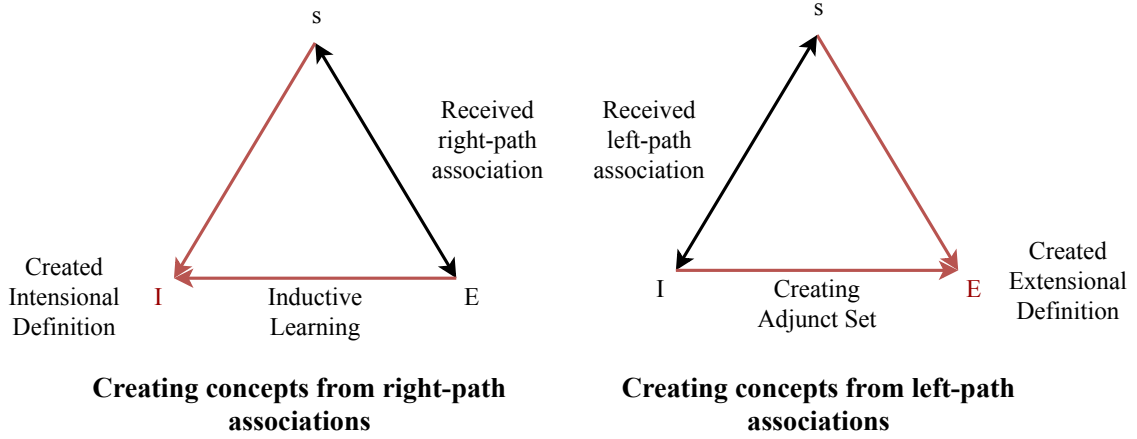 s
Received
right-path
association
Created
Intensional
Definition
I
Inductive
Learning
E
Creating concepts from right-path
associations
s
Received
left-path
association
I
Creating
Adjunct Set
E
Created
Extensional
Definition
Creating concepts from left-path
associations